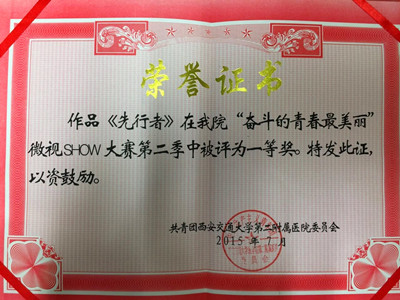 荣誉证书
作品《先行者》在我院“奋斗的青春最美丽”
微视SHOW大赛第二季中被评为一等奖。特发此证,
以资鼓励。
共青团西安交通大学第二附属医院委员会
2015年7月